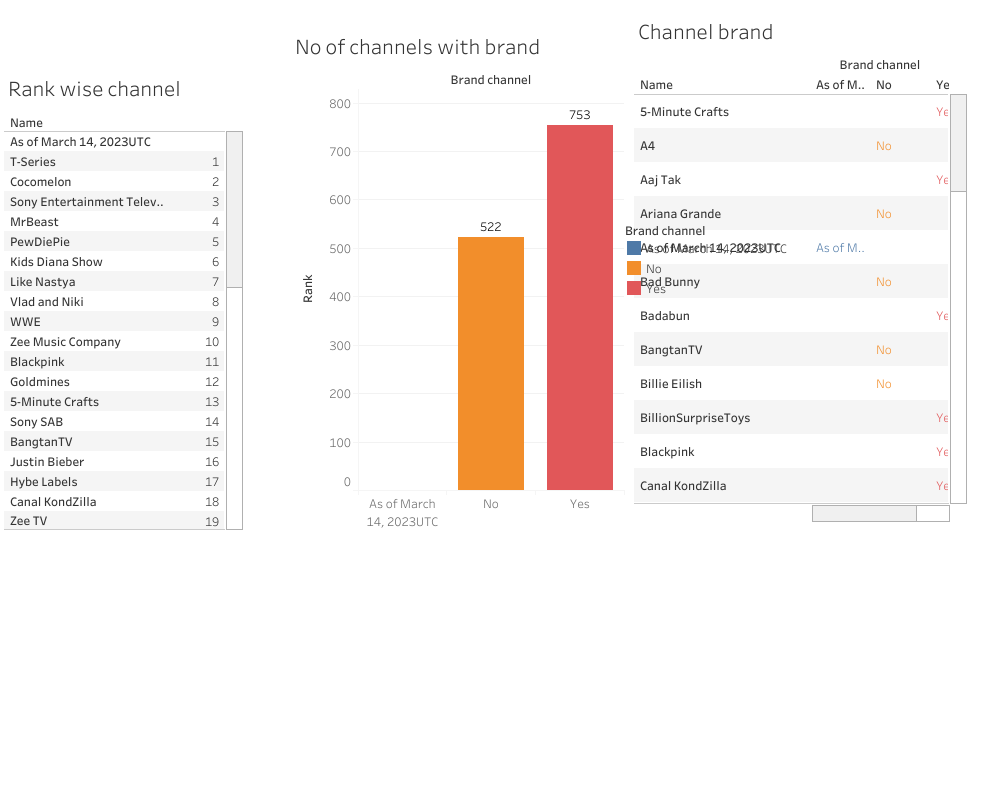 Rank wise channel
Name
As of March 14, 2023UTC
T-Series 1
Cocomelon 2
Sony Entertainment Telev.. 3
MrBeast 4
PewDiePie 5
Kids Diana Show 6
Like Nastya 7
Vlad and Niki 8
WWE 9
Zee Music Company 10
Blackpink 11
Goldmines 12
5-Minute Crafts 13
Sony SAB 14
BangtanTV 15
Justin Bieber 16
Hybe Labels 17
Canal KondZilla 18
Zee TV 19
No of channels with brand
Brand channel
Rank
800
700
600
500
400
300
200
100
0
522
753
As of March
14, 2023UTC
No
Yes
Brand channel
As of March 14, 2023UTC
No
Yes
Channel brand
Brand channel
Name As of M.. No Ye
5-Minute Crafts Ye
A4 No
Aaj Tak Ye
Ariana Grande No
As of March 14, 2023UTC As of M..
Bad Bunny No
Badabun Ye
BangtanTV No
Billie Eilish No
BillionSurpriseToys Ye
Blackpink Ye
Canal KondZilla Ye